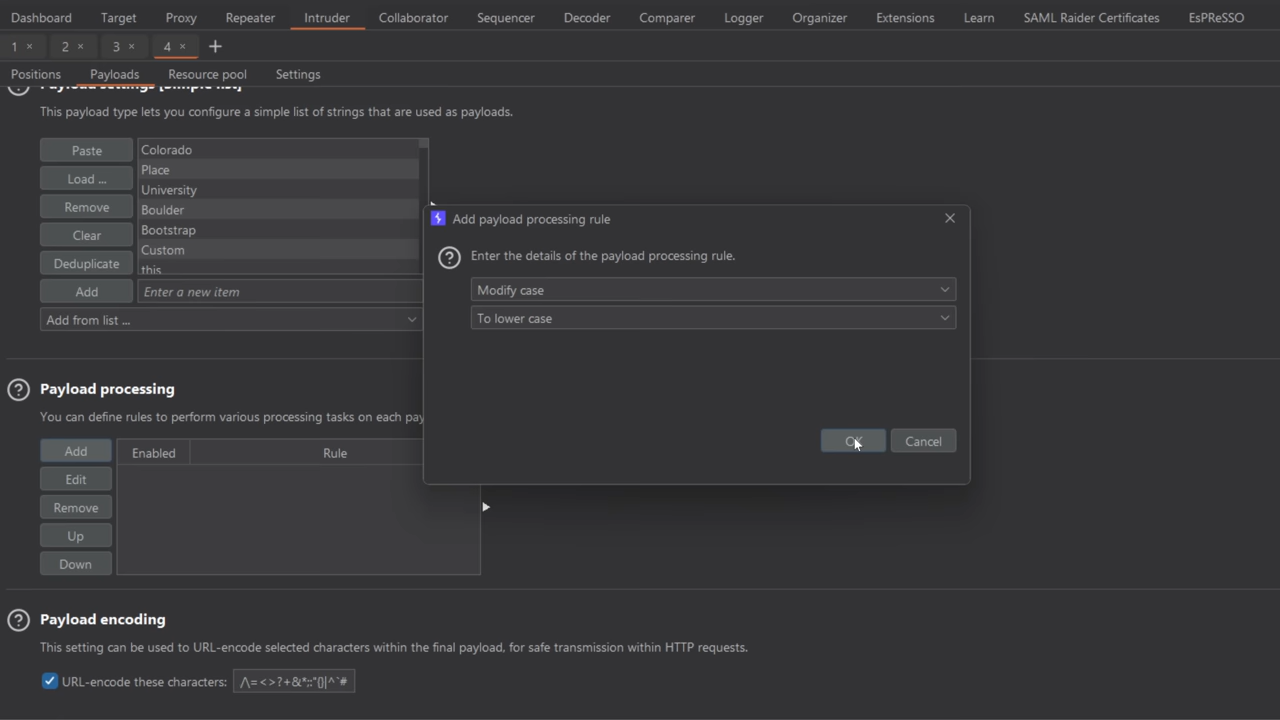 Dashboard Target Proxy Repeater Intruder Collaborator Sequencer Decoder Comparer Logger Organizer Extensions Learn SAML Raider Certificates EsPReSSO
1 × 2 × 3 × 4 × +
Positions Payloads Resource pool Settings
Payload settings [Simple list]
This payload type lets you configure a simple list of strings that are used as payloads.
Paste
Load ...
Remove
Clear
Deduplicate
Add
Colorado
Place
University
Boulder
Bootstrap
Custom
this
Enter a new item
Add from list ...
Add payload processing rule
Enter the details of the payload processing rule.
Modify case
To lower case
OK Cancel
Payload processing
You can define rules to perform various processing tasks on each pay
Add
Edit
Remove
Up
Down
Enabled Rule
Payload encoding
This setting can be used to URL-encode selected characters within the final payload, for safe transmission within HTTP requests.
URL-encode these characters: /\=<>?+&*;:"{}|^`#